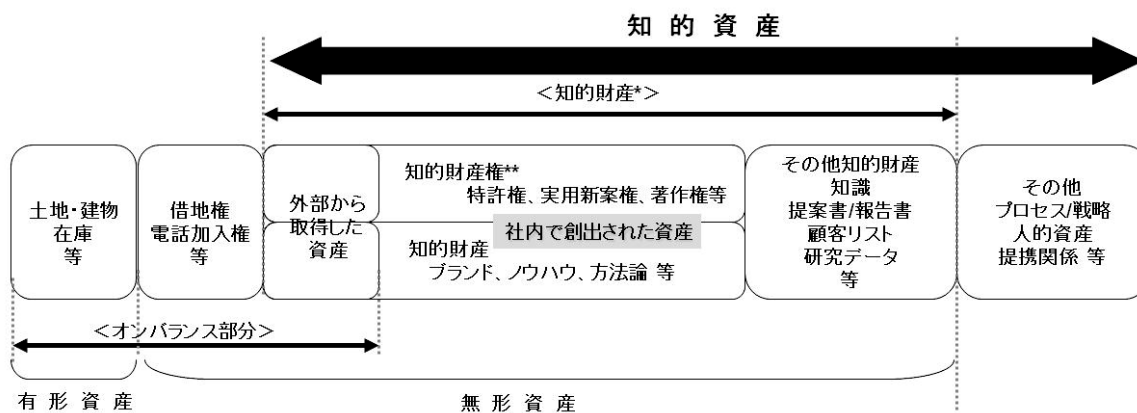 知 的 資 産
＜知的財産*＞
土地・建物
在庫
等
借地権
電話加入権
等
外部から
取得した
資産
知的財産権**
特許権、実用新案権、著作権等
社内で創出された資産
知的財産
ブランド、ノウハウ、方法論 等
その他知的財産
知識
提案書/報告書
顧客リスト
研究データ
等
その他
プロセス/戦略
人的資産
提携関係 等
＜オンバランス部分＞
有 形 資 産
無 形 資 産